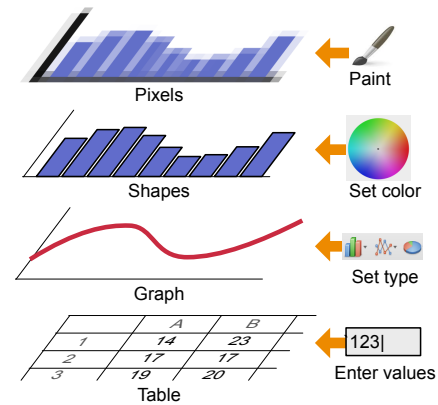 Paint
Pixels
Shapes
Set color
Graph
Set type
A B
1 14 23
2 17 17
3 19 20
123|
Enter values
Table